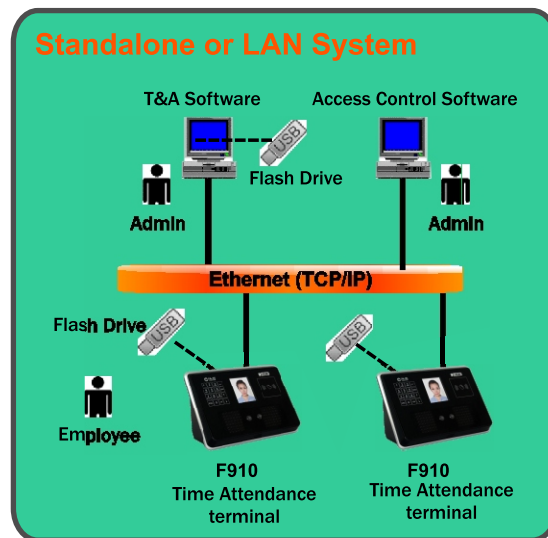 Standalone or LAN System
T&A Software
Access Control Software
USB
Flash Drive
Admin
Admin
Ethernet (TCP/IP)
Flash Drive
USB
USB
Employee
F910
Time Attendance
terminal
F910
Time Attendance
terminal